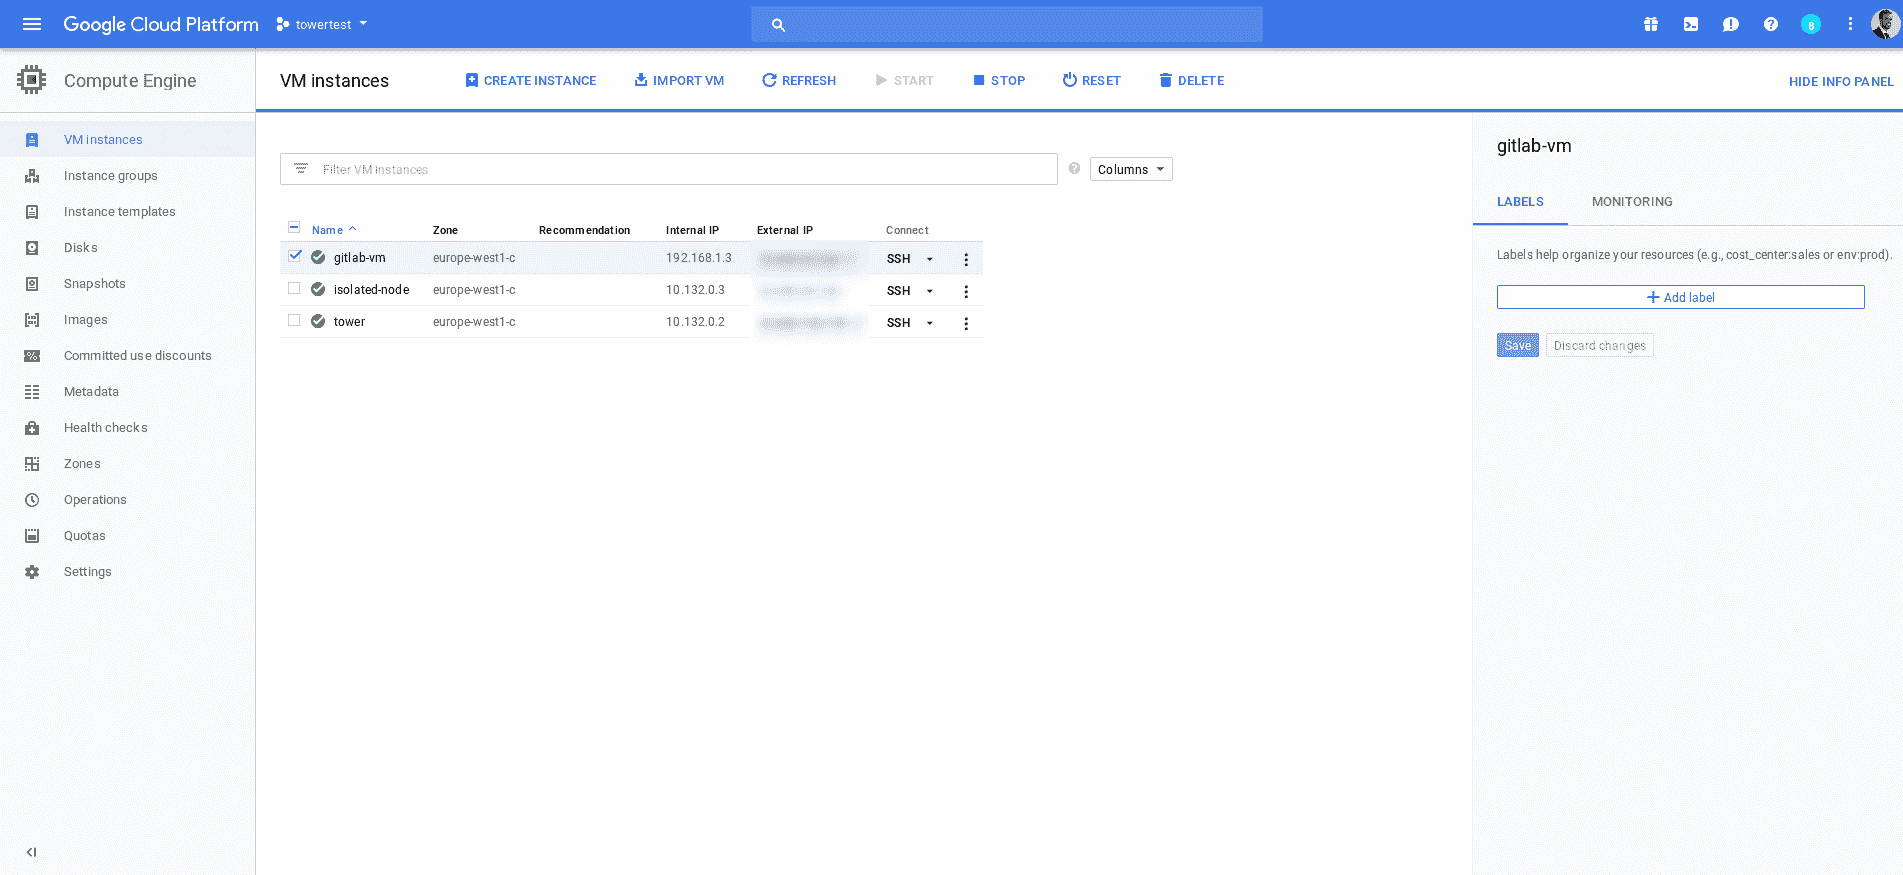 Google Cloud Platform towertest 8
Compute Engine
VM instances CREATE INSTANCE IMPORT VM REFRESH START STOP RESET DELETE HIDE INFO PANEL
VM instances
Instance groups
Instance templates
Disks
Snapshots
Images
Committed use discounts
Metadata
Health checks
Zones
Operations
Quotas
Settings
Filter VM instances Columns
Name Zone Recommendation Internal IP External IP Connect
gitlab-vm europe-west1-c 192.168.1.3 SSH
isolated-node europe-west1-c 10.132.0.3 SSH
tower europe-west1-c 10.132.0.2 SSH
gitlab-vm
LABELS MONITORING
Labels help organize your resources (e.g., cost_center:sales or env:prod).
Add label
Save Discard changes